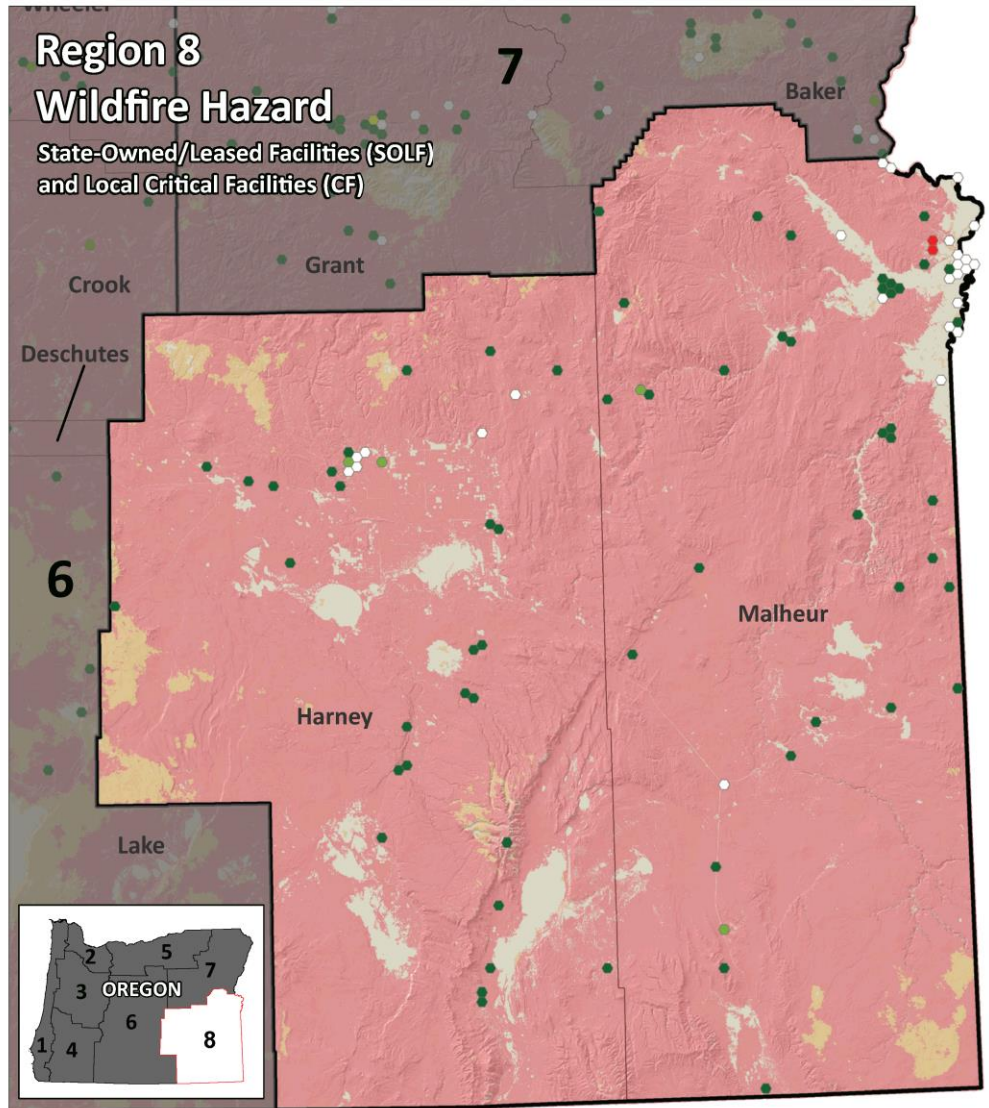 Wheeler
Region 8
Wildfire Hazard
State-Owned/Leased Facilities (SOLF)
and Local Critical Facilities (CF)
7
Baker
Grant
Crook
Deschutes
6
Malheur
Harney
Lake
2
5
7
3
OREGON
6
1
4
8